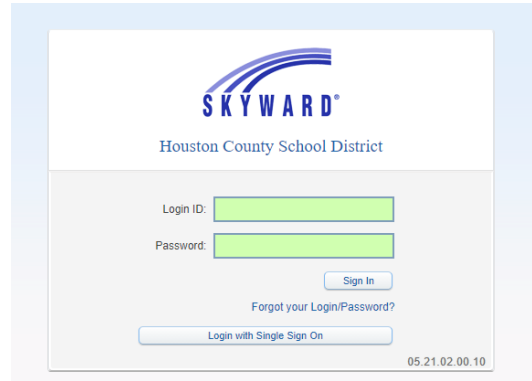 SKYWARD®
Houston County School District
Login ID:
Password:
Sign In
Forgot your Login/Password?
Login with Single Sign On
05.21.02.00.10